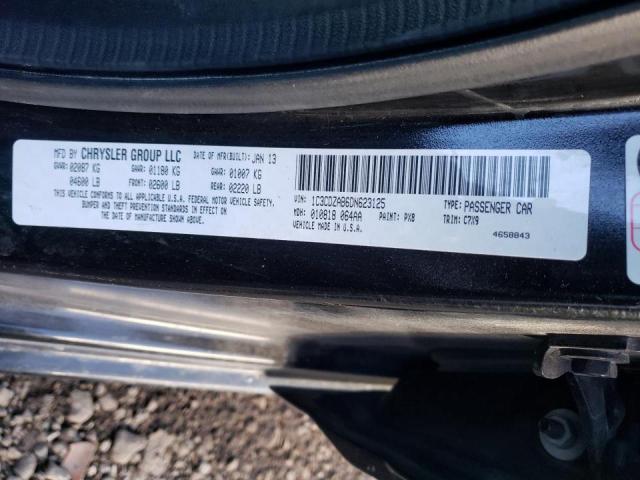 MFD BY CHRYSLER GROUP LLC DATE OF MFR(BUILT): JAN 13
GVWR: 02087 KG GAWR: 01180 KG GAWR: 01007 KG
04600 LB FRONT: 02600 LB REAR: 02220 LB
THIS VEHICLE CONFORMS TO ALL APPLICABLE FEDERAL MOTOR VEHICLE SAFETY,
BUMPER AND THEFT PREVENTION STANDARDS IN EFFECT IN U.S.A.
ON THE DATE OF MANUFACTURE SHOWN ABOVE.
VIN: 1C3CDZAB6DN623125 TYPE: PASSENGER CAR
MDH: 010818 064AA PAINT: PX8 TRIM: C7X9
VEHICLE MADE IN U.S.A. 4658843